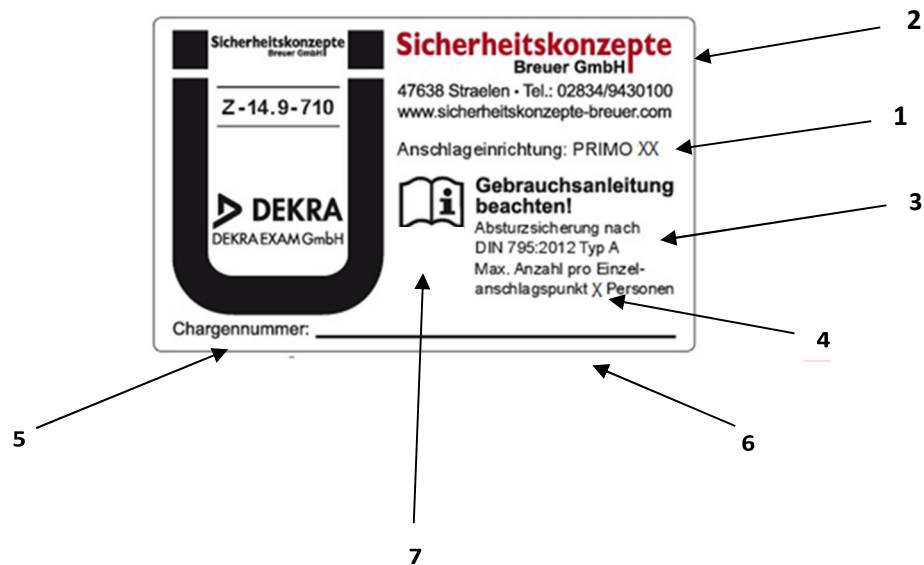 Sicherheitskonzepte
Breuer GmbH
Z-14.9-710
DEKRA
DEKRA EXAM GmbH
Sicherheitskonzepte
Breuer GmbH
47638 Straelen • Tel.: 02834/9430100
www.sicherheitskonzepte-breuer.com
Anschlageinrichtung: PRIMO XX
Gebrauchsanleitung
beachten!
Absturzsicherung nach
DIN 795:2012 Typ A
Max. Anzahl pro Einzel-
anschlagspunkt X Personen
Chargennummer:
2
1
3
4
5
6
7